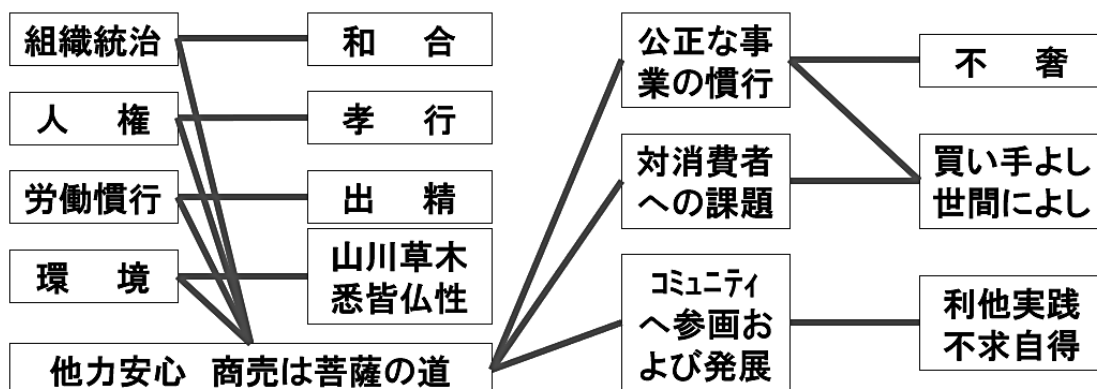 組織統治
和　合
人　権
孝　行
労働慣行
出　精
環　境
山川草木
悉皆仏性
他力安心 商売は菩薩の道
公正な事
業の慣行
不　奢
対消費者
への課題
買い手よし
世間によし
コミュニティ
へ参画お
よび発展
利他実践
不求自得